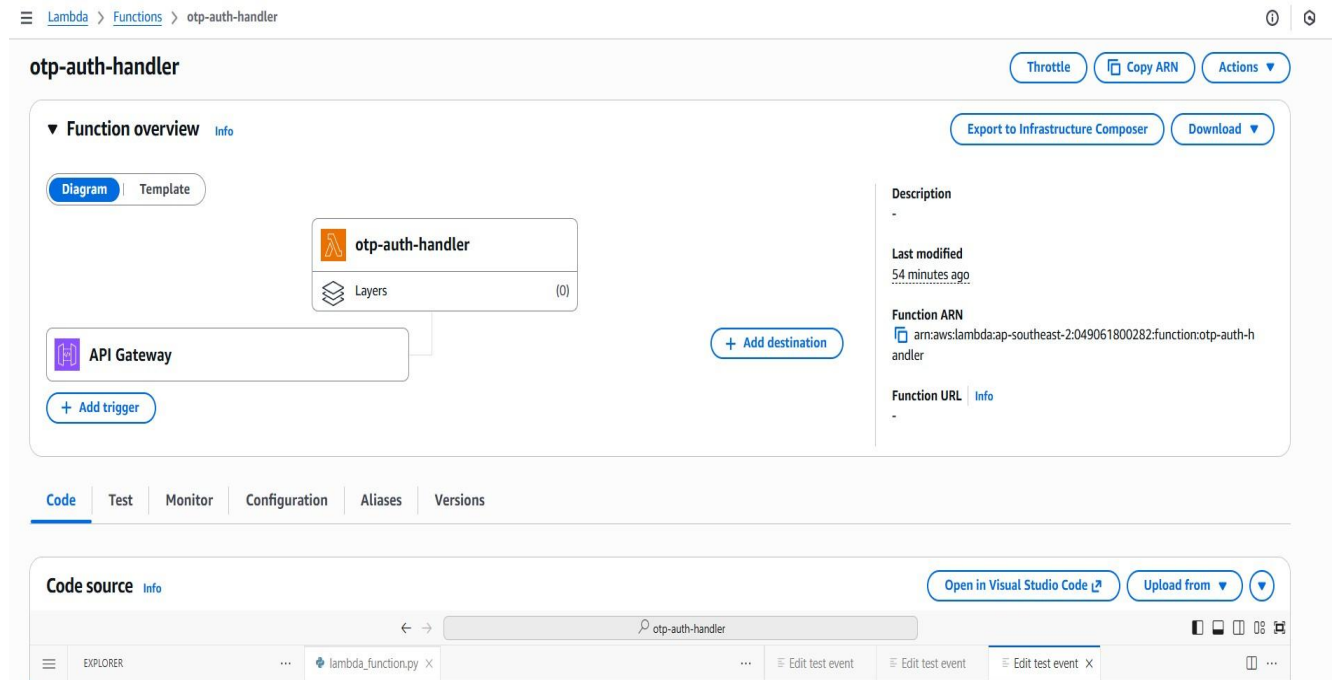 Lambda > Functions > otp-auth-handler
otp-auth-handler
Throttle
Copy ARN
Actions
Function overview Info
Export to Infrastructure Composer
Download
Diagram
Template
otp-auth-handler
Layers (0)
API Gateway
+ Add trigger
+ Add destination
Description
-
Last modified
54 minutes ago
Function ARN
arn:aws:lambda:ap-southeast-2:049061800282:function:otp-auth-h
andler
Function URL Info
-
Code Test Monitor Configuration Aliases Versions
Code source Info
Open in Visual Studio Code
Upload from
otp-auth-handler
EXPLORER ... lambda_function.py × ... Edit test event Edit test event Edit test event × ...